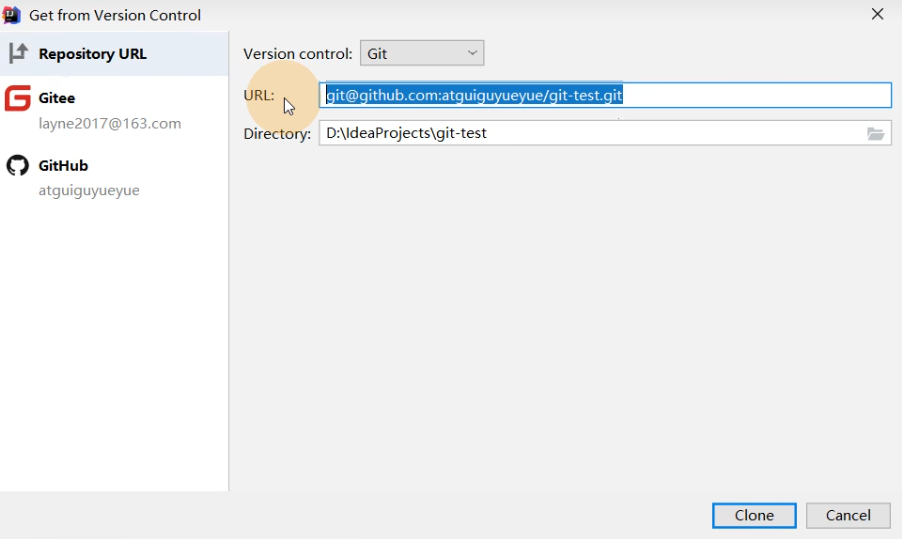 Get from Version Control
Repository URL
Gitee
layne2017@163.com
GitHub
atguiguyueyue
Version control: Git
URL: git@github.com:atguiguyueyue/git-test.git
Directory: D:\IdeaProjects\git-test
Clone Cancel